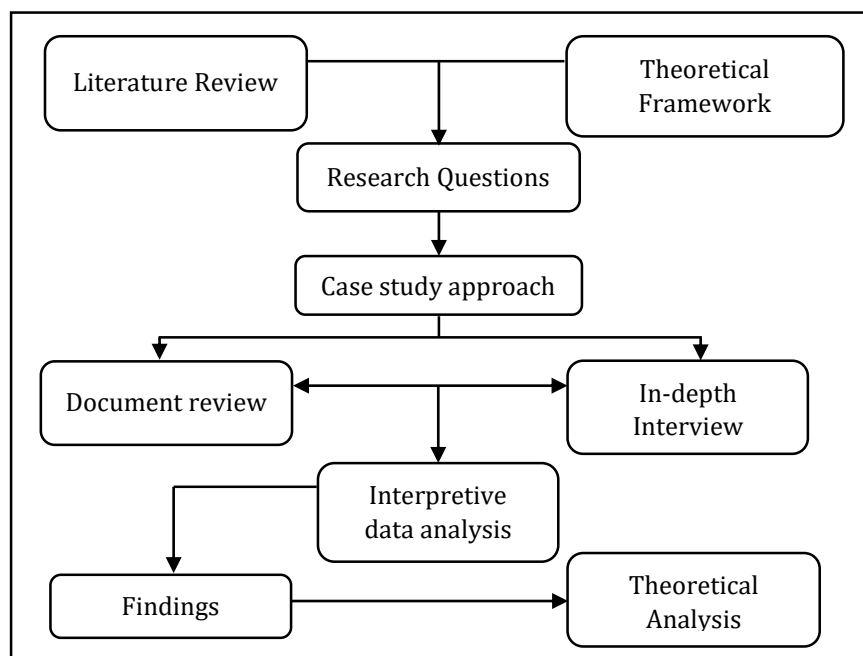 Literature Review
Theoretical
Framework
Research Questions
Case study approach
Document review
In-depth
Interview
Interpretive
data analysis
Findings
Theoretical
Analysis